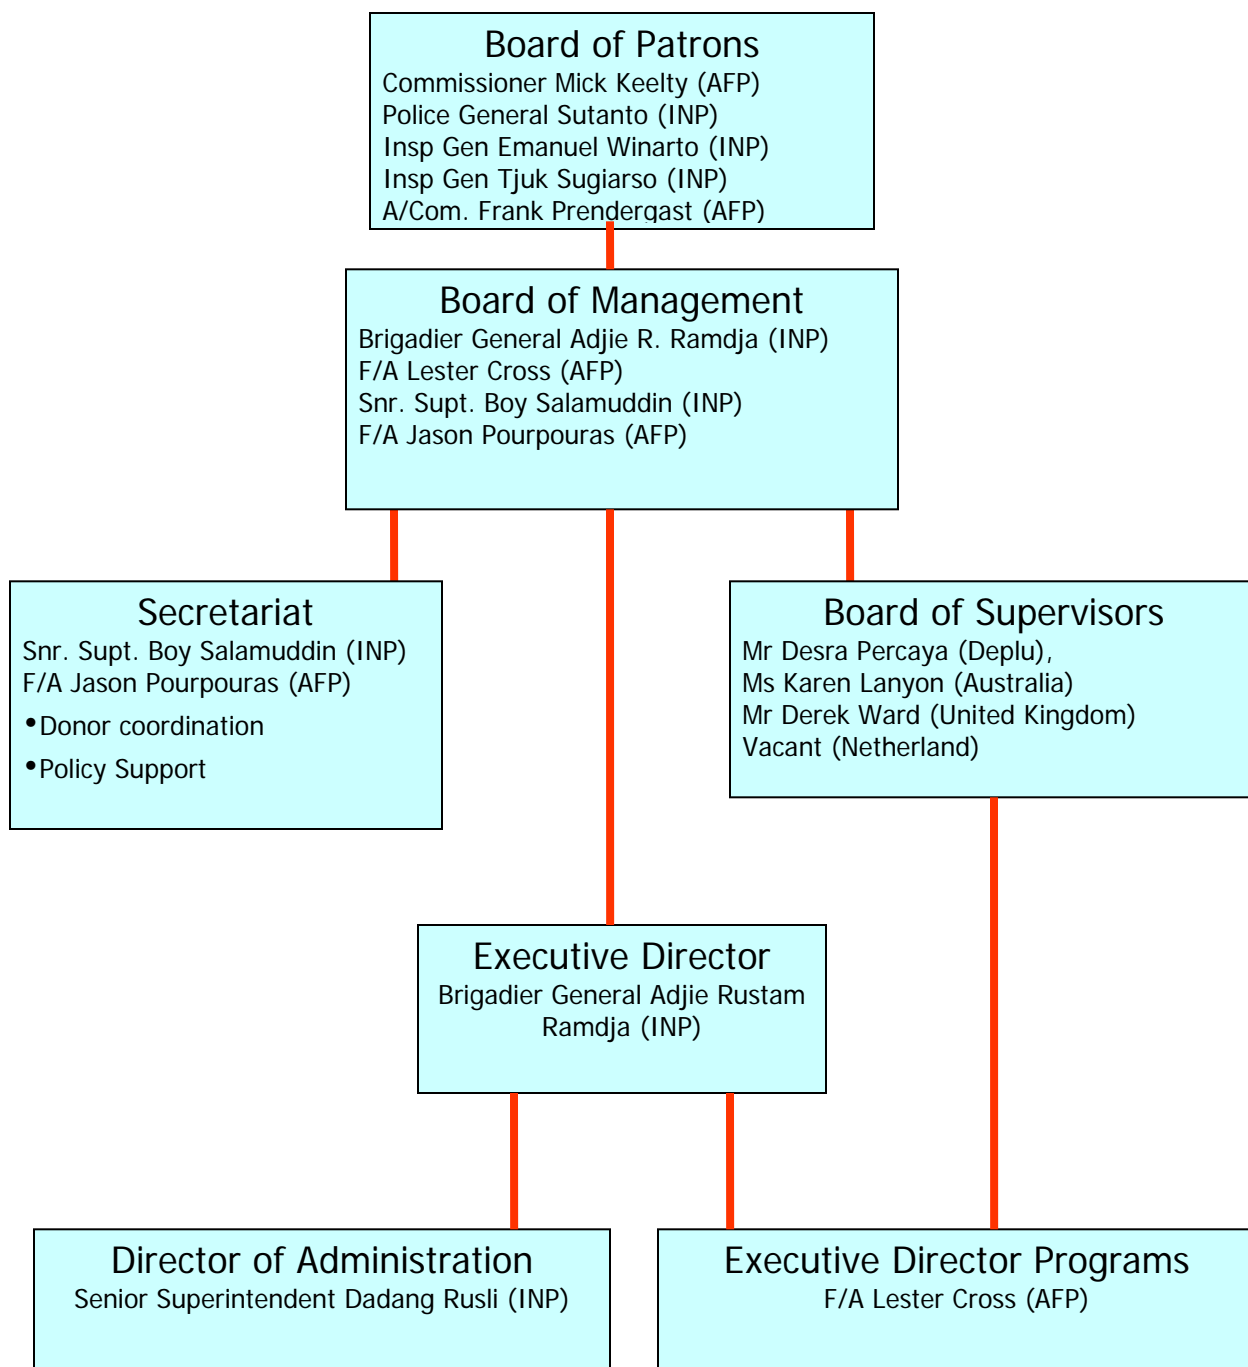 Board of Patrons
Commissioner Mick Keelty (AFP)
Police General Sutanto (INP)
Insp Gen Emanuel Winarto (INP)
Insp Gen Tjuk Sugiarso (INP)
A/Com. Frank Prendergast (AFP)
Board of Management
Brigadier General Adjie R. Ramdja (INP)
F/A Lester Cross (AFP)
Snr. Supt. Boy Salamuddin (INP)
F/A Jason Pourpouras (AFP)
Secretariat
Snr. Supt. Boy Salamuddin (INP)
F/A Jason Pourpouras (AFP)
•Donor coordination
•Policy Support
Board of Supervisors
Mr Desra Percaya (Deplu),
Ms Karen Lanyon (Australia)
Mr Derek Ward (United Kingdom)
Vacant (Netherland)
Executive Director
Brigadier General Adjie Rustam
Ramdja (INP)
Director of Administration
Senior Superintendent Dadang Rusli (INP)
Executive Director Programs
F/A Lester Cross (AFP)